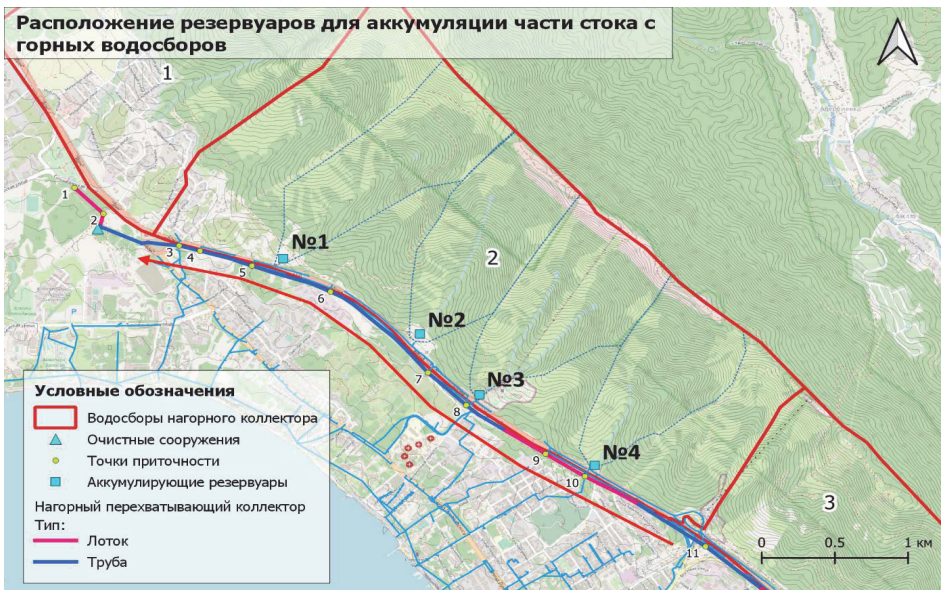 Расположение резервуаров для аккумуляции части стока с
горных водосборов
1
1
2
3
4
№1
5
2
6
№2
7
№3
8
9
№4
10
3
11
0
0.5
1 км
P
Условные обозначения
Водосборы нагорного коллектора
Очистные сооружения
Точки приточности
Аккумулирующие резервуары
Нагорный перехватывающий коллектор
Тип:
Лоток
Труба